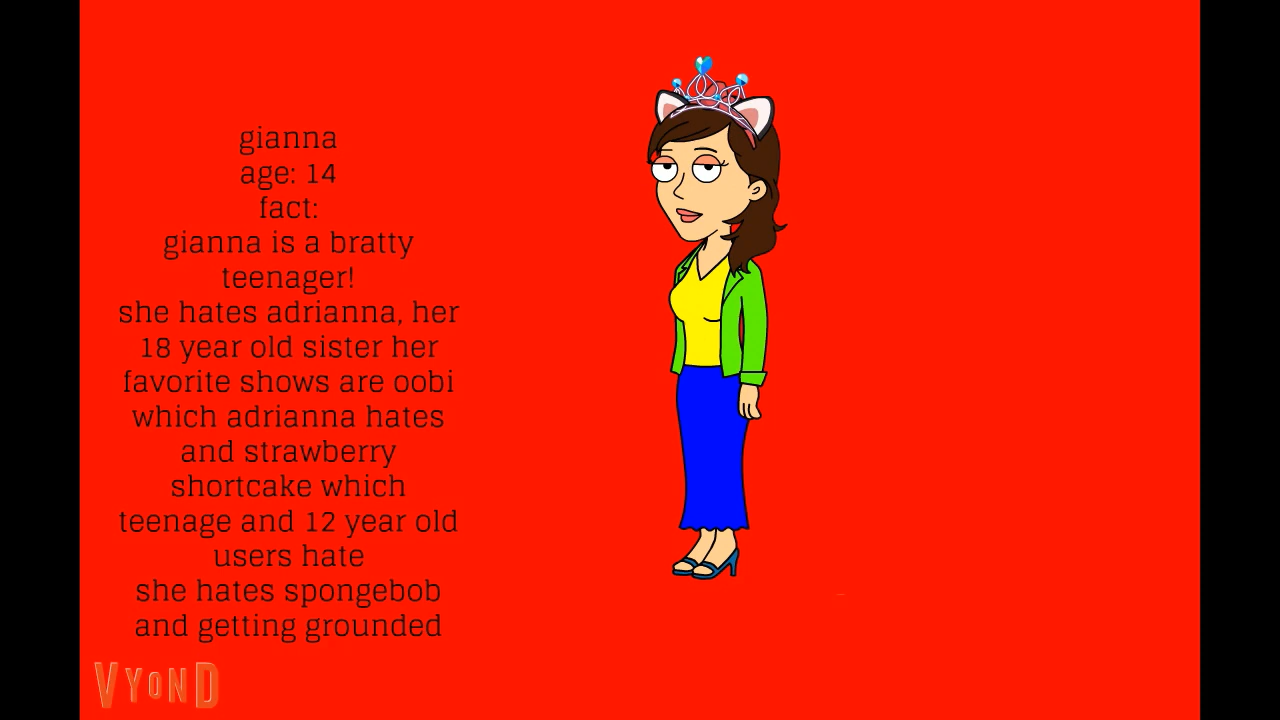 gianna
age: 14
fact:
gianna is a bratty
teenager!
she hates adrianna, her
18 year old sister her
favorite shows are oobi
which adrianna hates
and strawberry
shortcake which
teenage and 12 year old
users hate
she hates spongebob
and getting grounded
VYOND